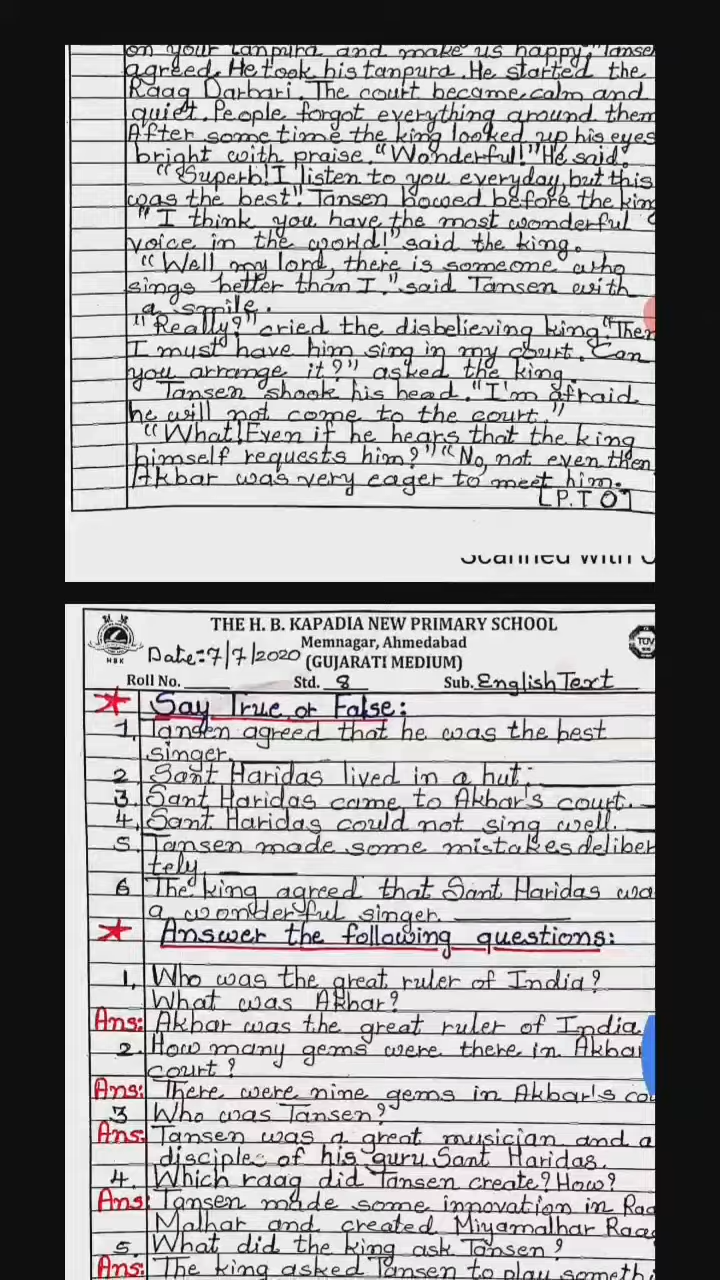 on your tanpura and make us happy."Tansen
agreed. He took his tanpura. He started the
Raag Darbari. The court became calm and
quiet. People forgot everything around them
After some time the king looked up his eyes
bright with praise. "Wonderful!" He said.
"Superb! I listen to you everyday, but this
was the best". Tansen bowed before the king
"I think you have the most wonderful
voice in the world!" said the king.
"Well my lord, there is someone who
sings better than I." said Tansen with
a smile.
"Really?" cried the disbelieving king. "Then
I must have him sing in my court. Can
you arrange it?" asked the king.
Tansen shook his head. "I'm afraid
he will not come to the court."
"What! Even if he hears that the king
himself requests him?" "No, not even then
Akbar was very eager to meet him.
[P.T O]
Scanned with C
THE H. B. KAPADIA NEW PRIMARY SCHOOL
Memnagar, Ahmedabad
Date:-7/7/2020 (GUJARATI MEDIUM)
HBK
TUV
Roll No. Std. 8 Sub. English Text
Say True or False:
1. Tansen agreed that he was the best
singer.
2 Sant Haridas lived in a hut.
3. Sant Haridas came to Akbar's court.
4. Sant Haridas could not sing well.
5. Tansen made some mistakes deliber
tely
6 The king agreed that Sant Haridas wa
a wonderful singer.
Answer the following questions:
1. Who was the great ruler of India?
What was Akbar?
Ans: Akbar was the great ruler of India
2. How many gems were there in Akbar
court?
Ans: There were nine gems in Akbar's cou
3 Who was Tansen?
Ans: Tansen was a great musician and a
disciple of his guru Sant Haridas.
4. Which raag did Tansen create? How?
Ans: Tansen made some innovation in Raa
Malhar and created Miyamalhar Raag
5. What did the king ask Tansen?
Ans: The king asked Tansen to play somethi